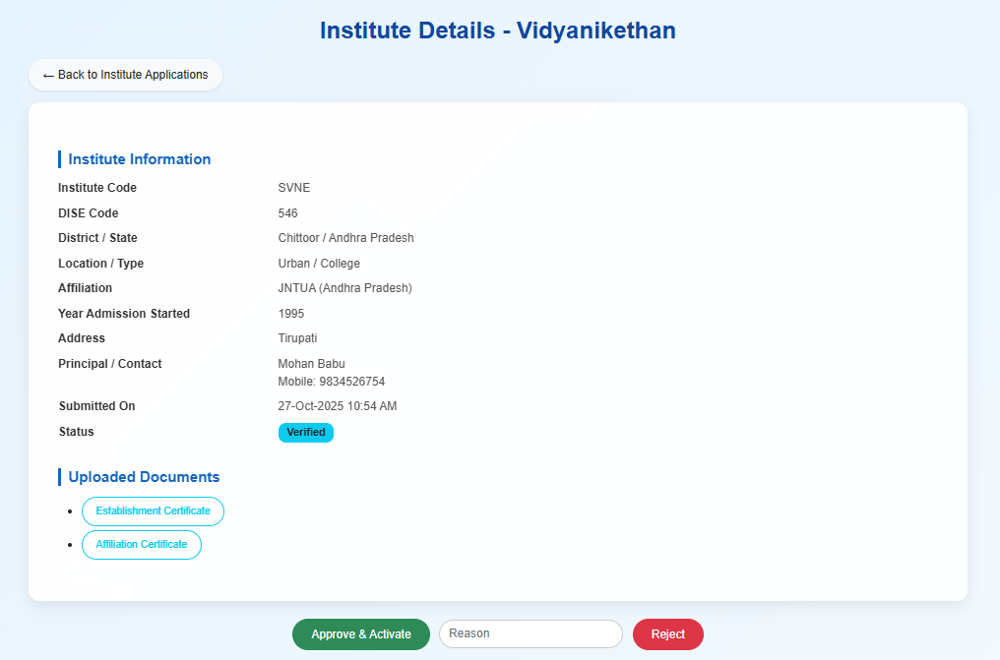 Institute Details - Vidyanikethan
← Back to Institute Applications
Institute Information
Institute Code SVNE
DISE Code 546
District / State Chittoor / Andhra Pradesh
Location / Type Urban / College
Affiliation JNTUA (Andhra Pradesh)
Year Admission Started 1995
Address Tirupati
Principal / Contact Mohan Babu
Mobile: 9834526754
Submitted On 27-Oct-2025 10:54 AM
Status Verified
Uploaded Documents
• Establishment Certificate
• Affiliation Certificate
Approve & Activate Reason Reject